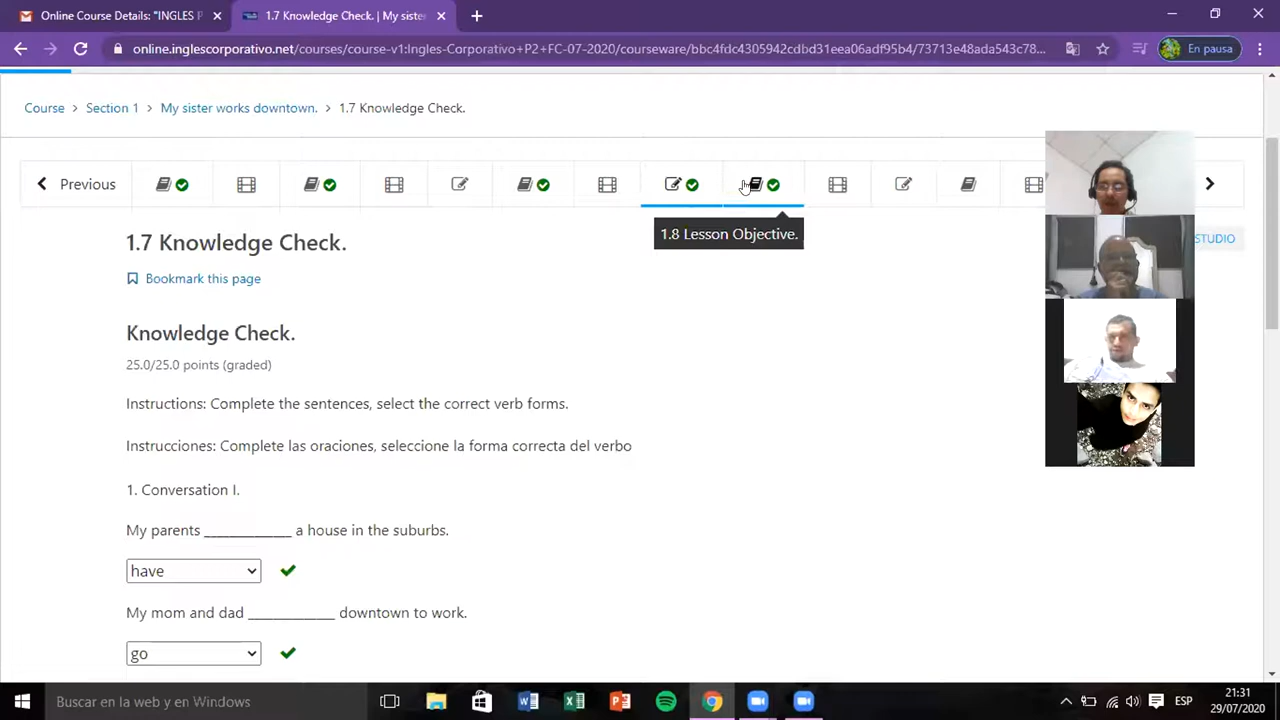 Online Course Details: "INGLES P
1.7 Knowledge Check. | My siste
online.inglescorporativo.net/courses/course-v1:Ingles-Corporativo+P2+FC-07-2020/courseware/bbc4fdc4305942cdbd31eea06adf95b4/73713e48ada543c78...
En pausa
Course > Section 1 > My sister works downtown. > 1.7 Knowledge Check.
Previous
1.8 Lesson Objective.
STUDIO
1.7 Knowledge Check.
Bookmark this page
Knowledge Check.
25.0/25.0 points (graded)
Instructions: Complete the sentences, select the correct verb forms.
Instrucciones: Complete las oraciones, seleccione la forma correcta del verbo
1. Conversation I.
My parents ______________ a house in the suburbs.
have
My mom and dad ______________ downtown to work.
go
Buscar en la web y en Windows
ESP
21:31
29/07/2020